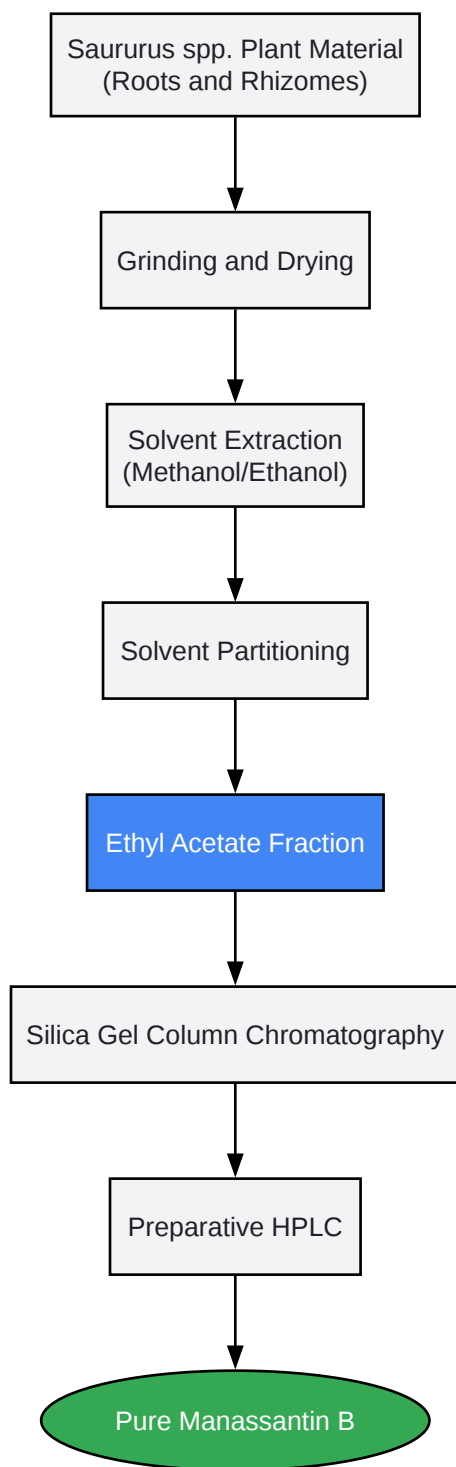 Saururus spp. Plant Material
(Roots and Rhizomes)
Grinding and Drying
Solvent Extraction
(Methanol/Ethanol)
Solvent Partitioning
Ethyl Acetate Fraction
Silica Gel Column Chromatography
Preparative HPLC
Pure Manassantin B